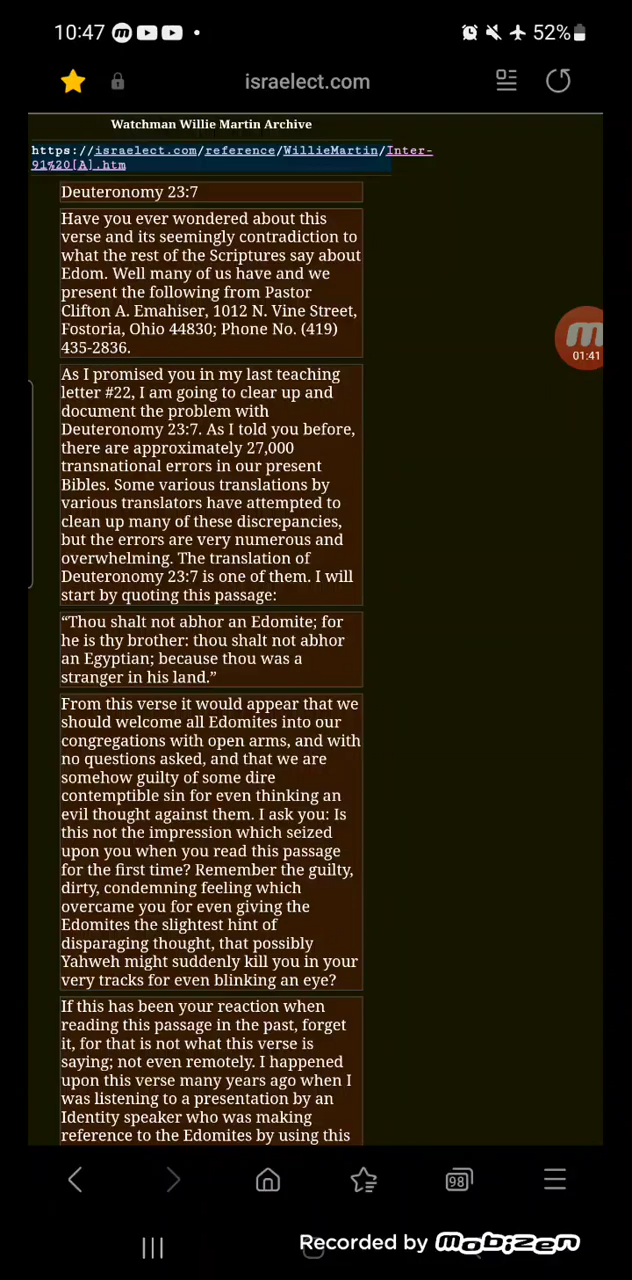 10:47
52%
israelect.com
Watchman Willie Martin Archive
https://israelect.com/reference/WillieMartin/Inter-
91%20[A].htm
Deuteronomy 23:7
Have you ever wondered about this
verse and its seemingly contradiction to
what the rest of the Scriptures say about
Edom. Well many of us have and we
present the following from Pastor
Clifton A. Emahiser, 1012 N. Vine Street,
Fostoria, Ohio 44830; Phone No. (419)
435-2836.
01:41
As I promised you in my last teaching
letter #22, I am going to clear up and
document the problem with
Deuteronomy 23:7. As I told you before,
there are approximately 27,000
transnational errors in our present
Bibles. Some various translations by
various translators have attempted to
clean up many of these discrepancies,
but the errors are very numerous and
overwhelming. The translation of
Deuteronomy 23:7 is one of them. I will
start by quoting this passage:
“Thou shalt not abhor an Edomite; for
he is thy brother: thou shalt not abhor
an Egyptian; because thou was a
stranger in his land.”
From this verse it would appear that we
should welcome all Edomites into our
congregations with open arms, and with
no questions asked, and that we are
somehow guilty of some dire
contemptible sin for even thinking an
evil thought against them. I ask you: Is
this not the impression which seized
upon you when you read this passage
for the first time? Remember the guilty,
dirty, condemning feeling which
overcame you for even giving the
Edomites the slightest hint of
disparaging thought, that possibly
Yahweh might suddenly kill you in your
very tracks for even blinking an eye?
If this has been your reaction when
reading this passage in the past, forget
it, for that is not what this verse is
saying; not even remotely. I happened
upon this verse many years ago when I
was listening to a presentation by an
Identity speaker who was making
reference to the Edomites by using this
98
Recorded by mobizen